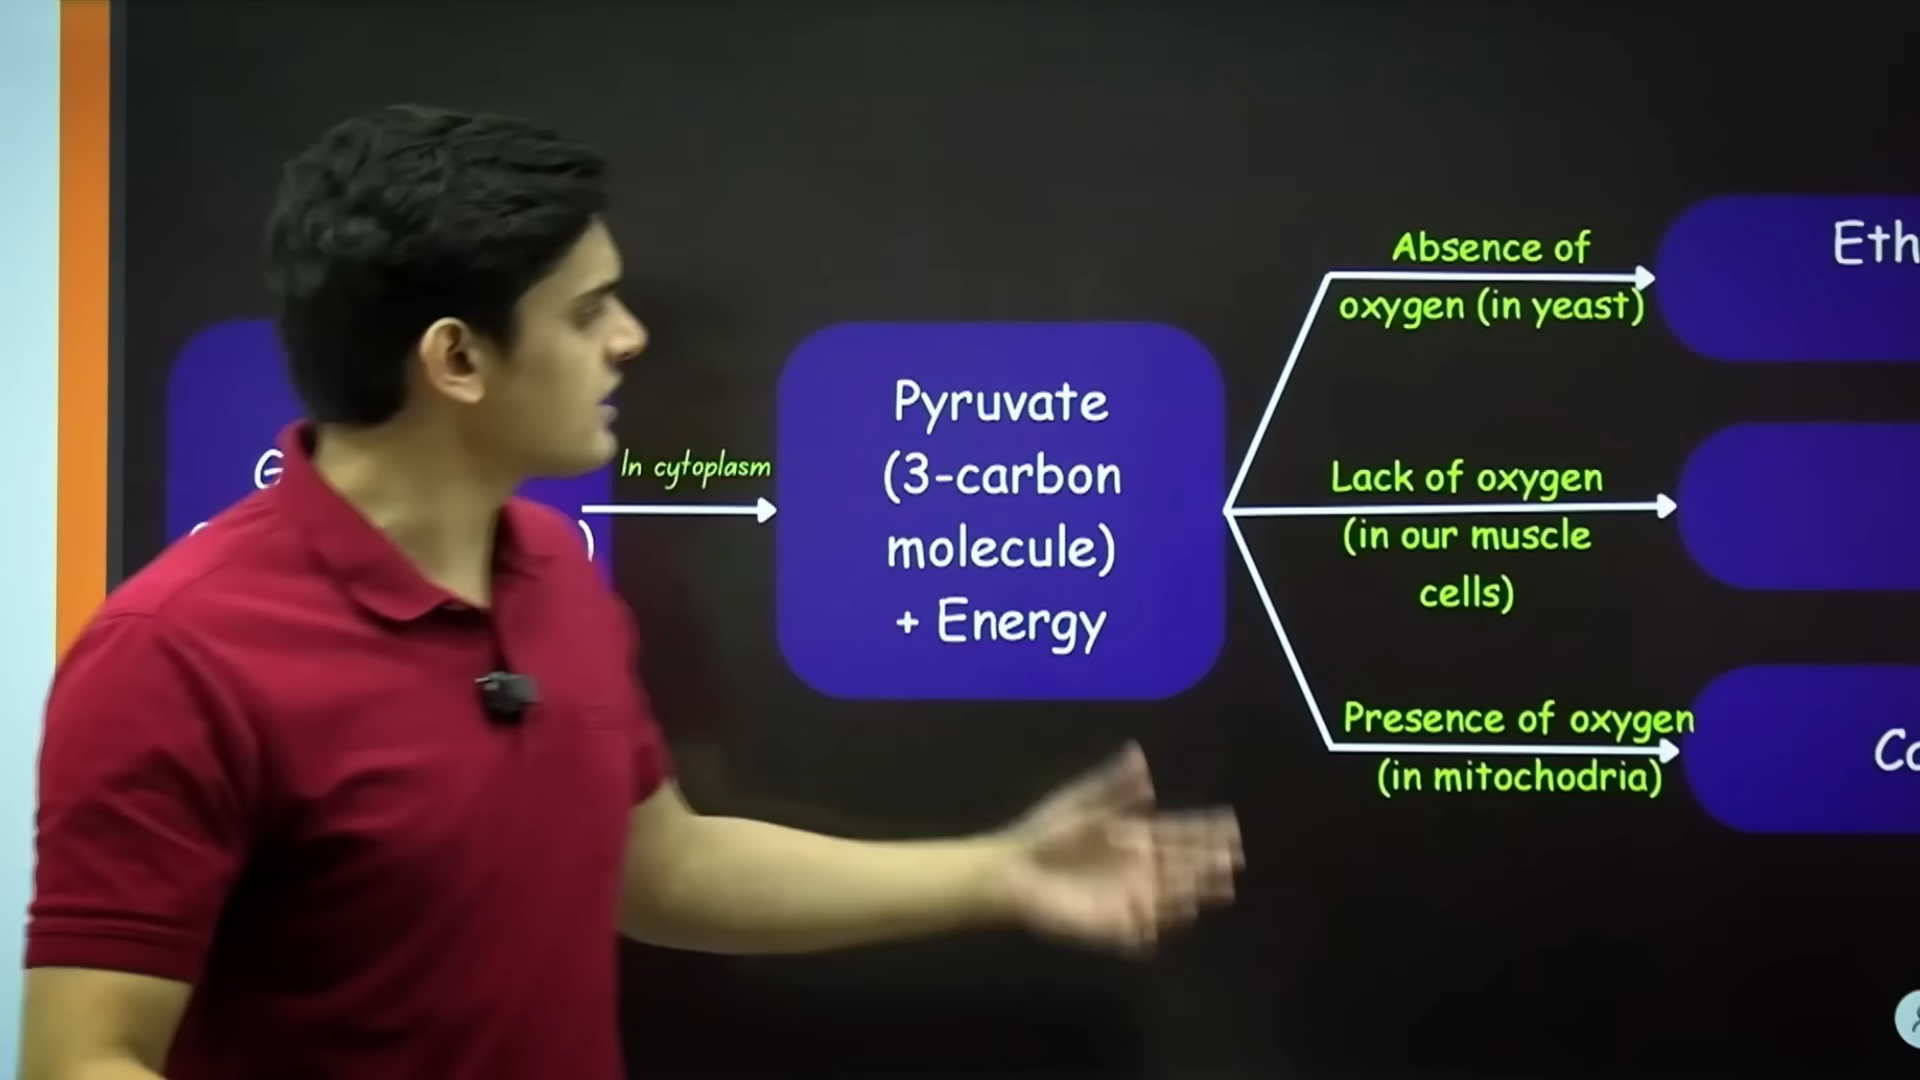 In cytoplasm
Pyruvate
(3-carbon
molecule)
+ Energy
Absence of
oxygen (in yeast)
Lack of oxygen
(in our muscle
cells)
Presence of oxygen
(in mitochodria)